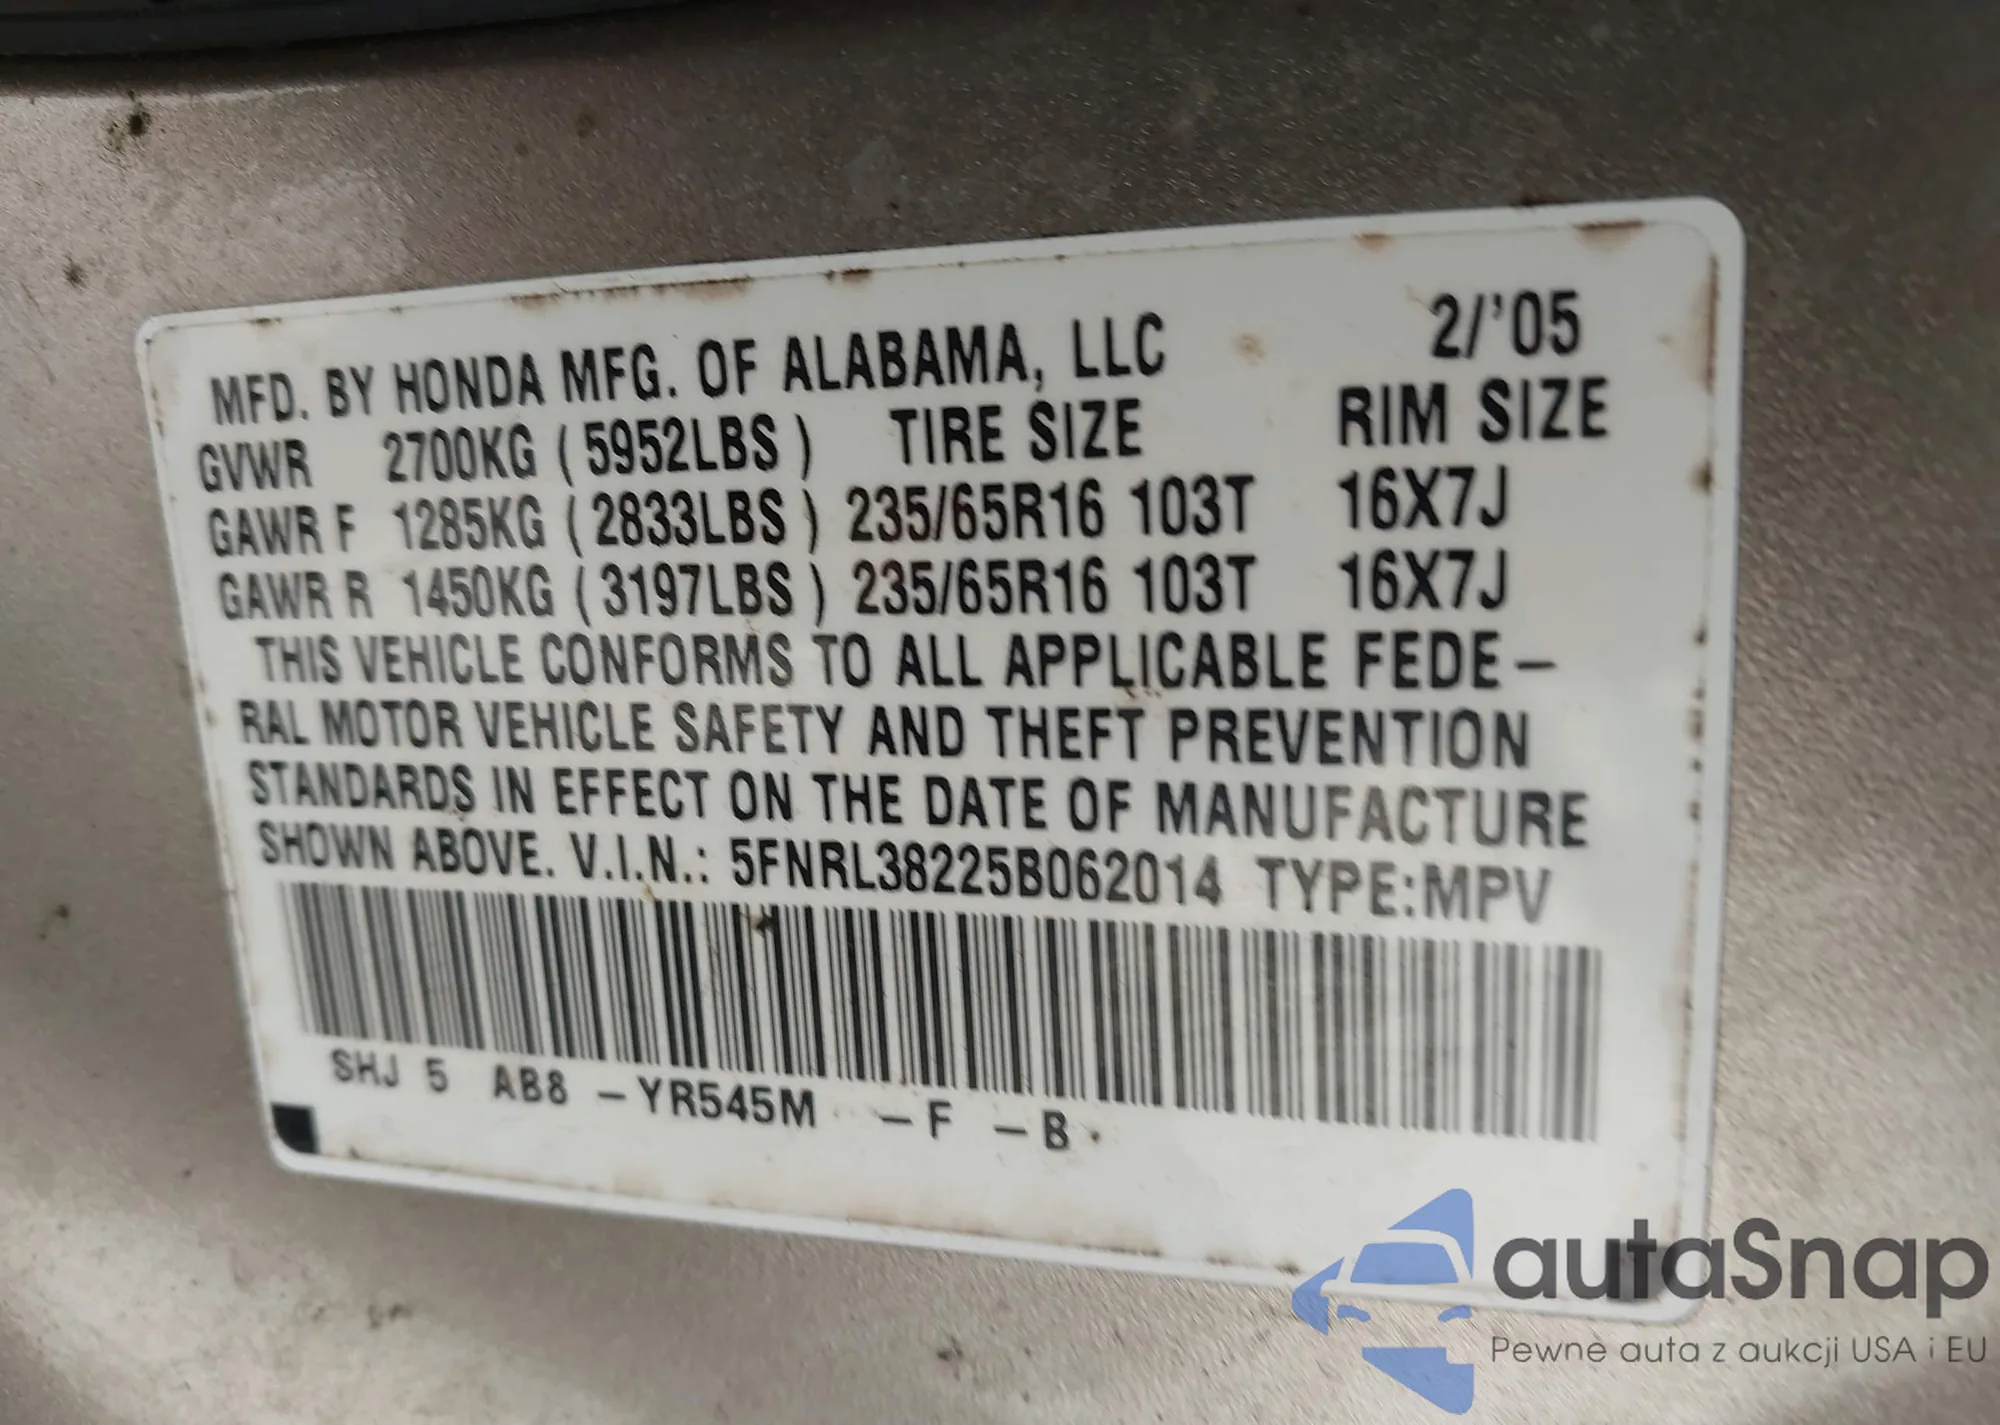 MFD. BY HONDA MFG. OF ALABAMA, LLC 2/'05
GVWR 2700KG (5952LBS) TIRE SIZE RIM SIZE
GAWR F 1285KG (2833LBS) 235/65R16 103T 16X7J
GAWR R 1450KG (3197LBS) 235/65R16 103T 16X7J
THIS VEHICLE CONFORMS TO ALL APPLICABLE FEDE–
RAL MOTOR VEHICLE SAFETY AND THEFT PREVENTION
STANDARDS IN EFFECT ON THE DATE OF MANUFACTURE
SHOWN ABOVE. V.I.N.: 5FNRL38225B062014 TYPE:MPV
SHJ 5 AB8 –YR545M –F –B
autaSnap
Pewne auta z aukcji USA i EU